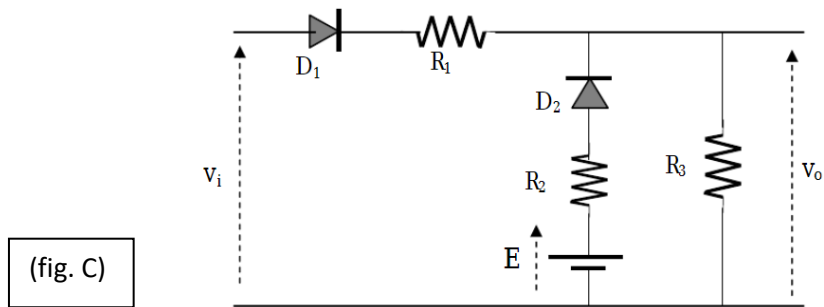 D₁
R₁
D₂
vᵢ
R₂
R₃
vₒ
E
(fig. C)